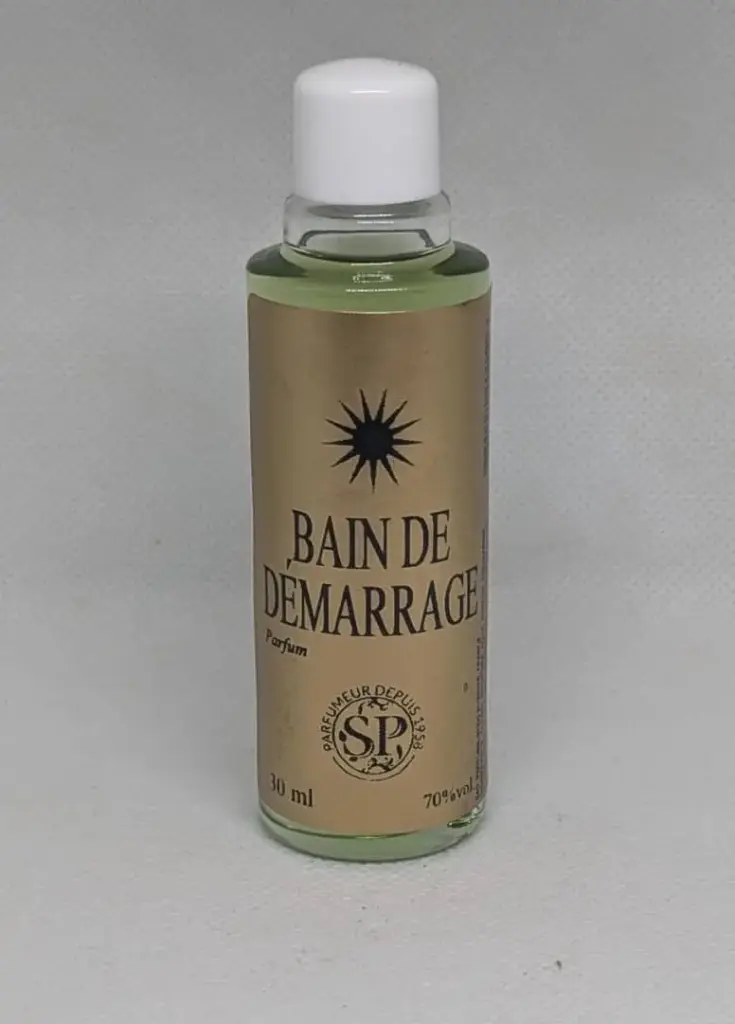 BAIN DE
DÉMARRAGE
Parfum
PARFUMEUR DEPUIS 1958
SP
30 ml
70%vol.